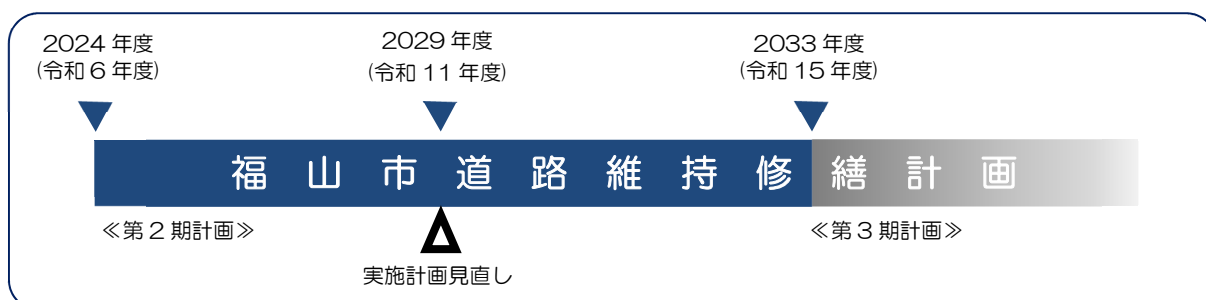 2024 年度
(令和 6 年度)
2029 年度
(令和 11 年度)
2033 年度
(令和 15 年度)
福山市道路維持修繕計画
≪第 2 期計画≫
≪第 3 期計画≫
実施計画見直し